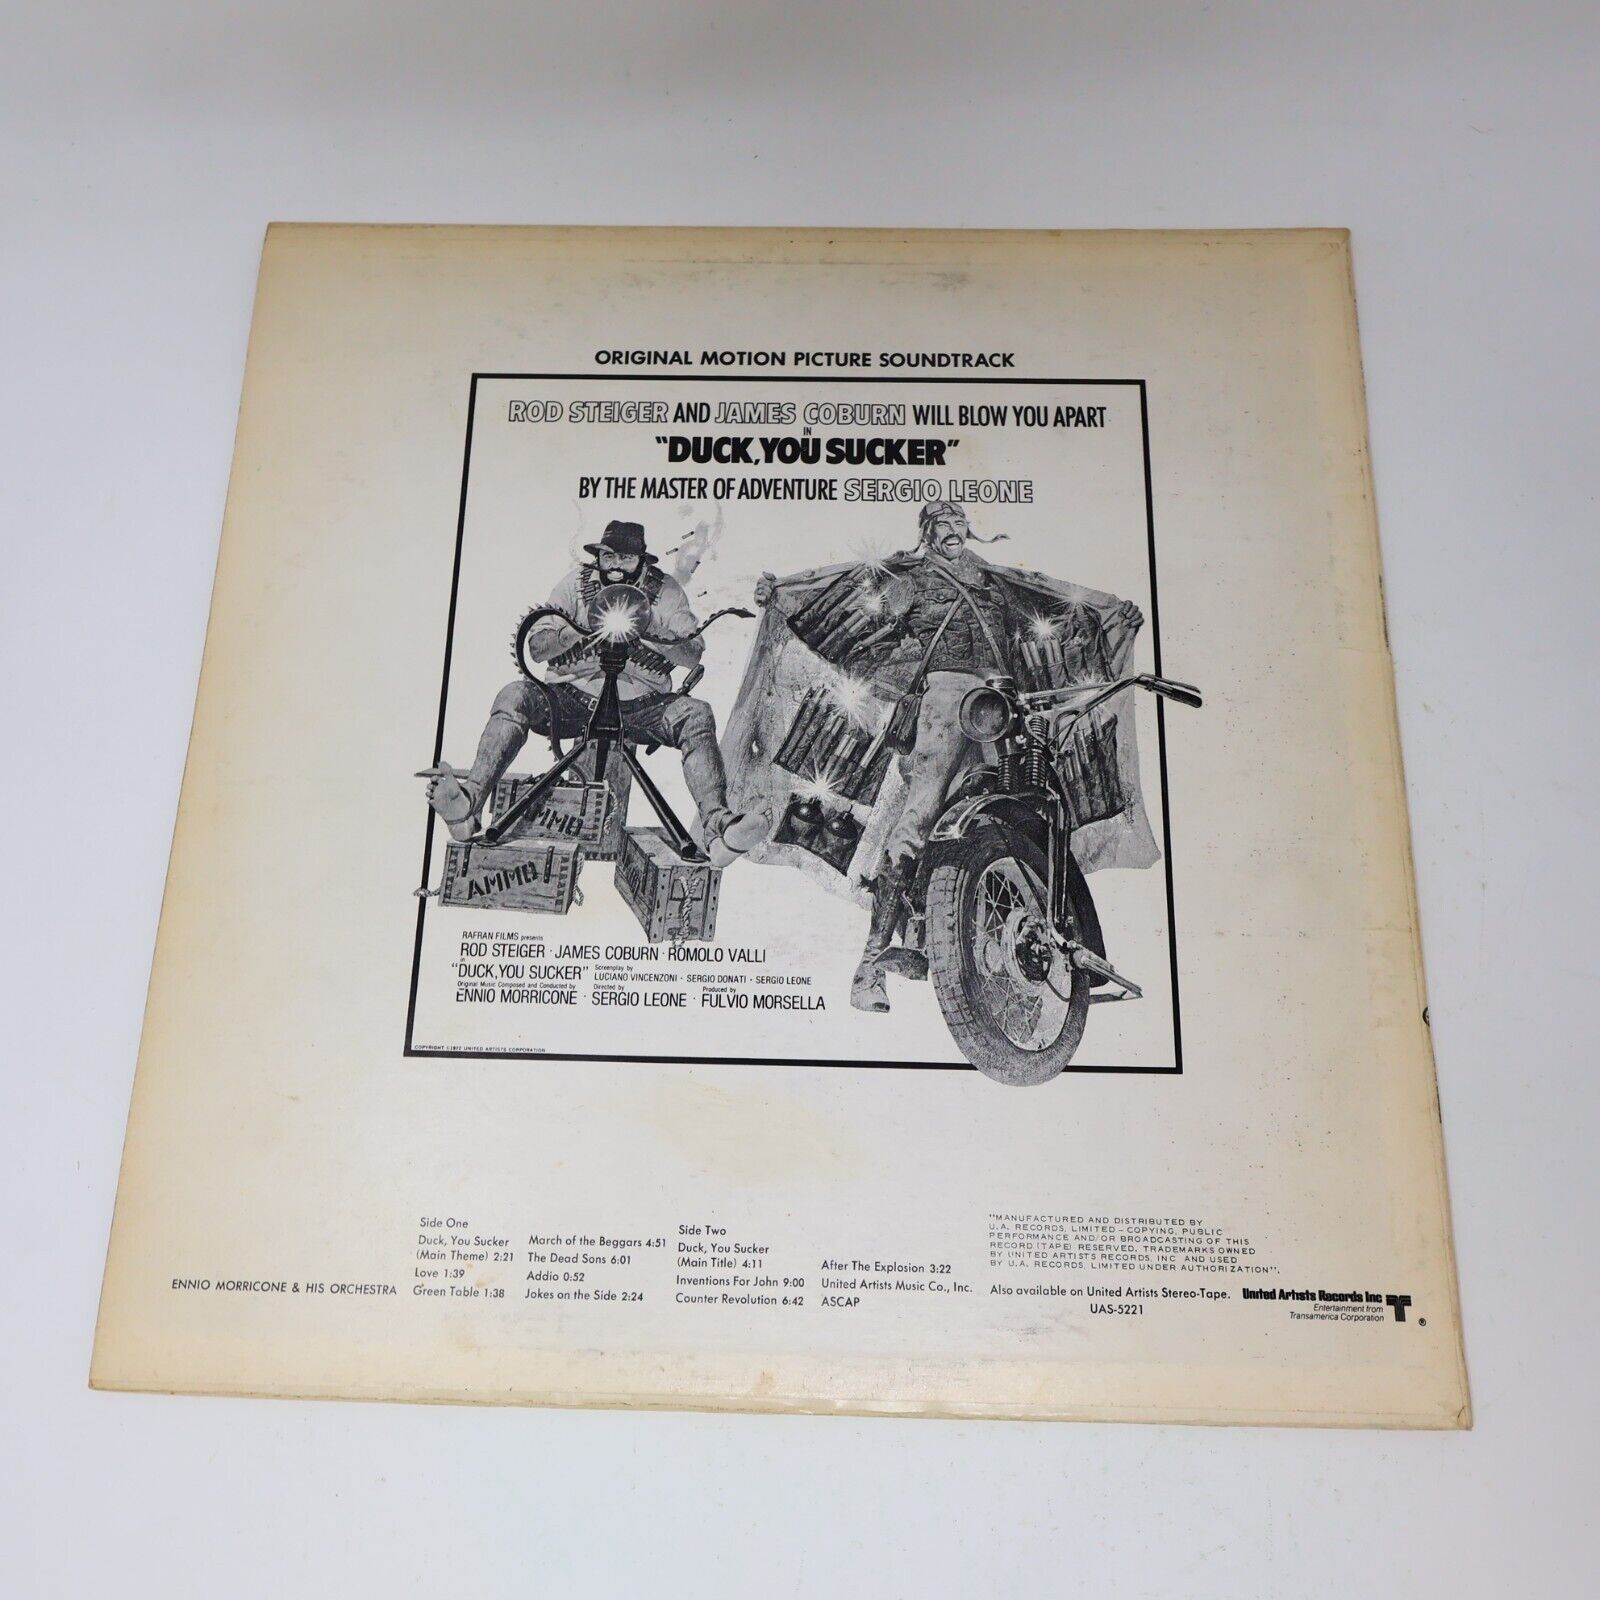 ORIGINAL MOTION PICTURE SOUNDTRACK
ROD STEIGER AND JAMES COBURN WILL BLOW YOU APART
IN
"DUCK, YOU SUCKER"
BY THE MASTER OF ADVENTURE SERGIO LEONE
AMMO
AMMO
RAFRAN FILMS presents
ROD STEIGER · JAMES COBURN · ROMOLO VALLI
in
"DUCK, YOU SUCKER" Screenplay by LUCIANO VINCENZONI · SERGIO DONATI · SERGIO LEONE
Original Music Composed and Conducted by ENNIO MORRICONE · Directed by SERGIO LEONE · Produced by FULVIO MORSELLA
COPYRIGHT ©1972 UNITED ARTISTS CORPORATION
ENNIO MORRICONE & HIS ORCHESTRA
Side One
Duck, You Sucker
(Main Theme) 2:21
Love 1:39
Green Table 1:38
March of the Beggars 4:51
The Dead Sons 6:01
Addio 0:52
Jokes on the Side 2:24
Side Two
Duck, You Sucker
(Main Title) 4:11
Inventions For John 9:00
Counter Revolution 6:42
After The Explosion 3:22
United Artists Music Co., Inc.
ASCAP
"MANUFACTURED AND DISTRIBUTED BY
U.A. RECORDS, LIMITED - COPYING, PUBLIC
PERFORMANCE AND/OR BROADCASTING OF THIS
RECORD (TAPE) RESERVED, TRADEMARKS OWNED
BY UNITED ARTISTS RECORDS, INC. AND USED
BY U.A. RECORDS, LIMITED UNDER AUTHORIZATION".
Also available on United Artists Stereo-Tape.
UAS-5221
United Artists Records Inc
Entertainment from
Transamerica Corporation
®